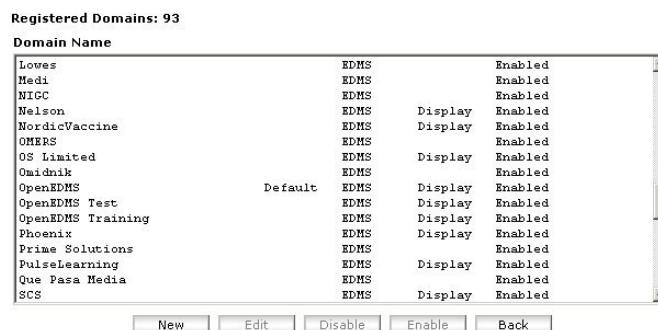 Registered Domains: 93
Domain Name
Lowes EDMS Enabled
Medi EDMS Enabled
NIGC EDMS Enabled
Nelson EDMS Display Enabled
NordicVaccine EDMS Display Enabled
OMERS EDMS Enabled
OS Limited EDMS Display Enabled
Omidnik EDMS Enabled
OpenEDMS Default EDMS Display Enabled
OpenEDMS Test EDMS Display Enabled
OpenEDMS Training EDMS Display Enabled
Phoenix EDMS Display Enabled
Prime Solutions EDMS Enabled
PulseLearning EDMS Display Enabled
Que Pasa Media EDMS Enabled
SCS EDMS Display Enabled
New Edit Disable Enable Back